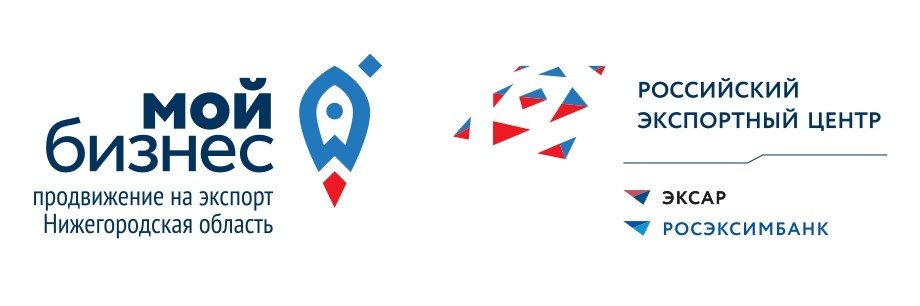 мой
бизнес
продвижение на экспорт
Нижегородская область
РОССИЙСКИЙ
ЭКСПОРТНЫЙ ЦЕНТР
ЭКСАР
РОСЭКСИМБАНК